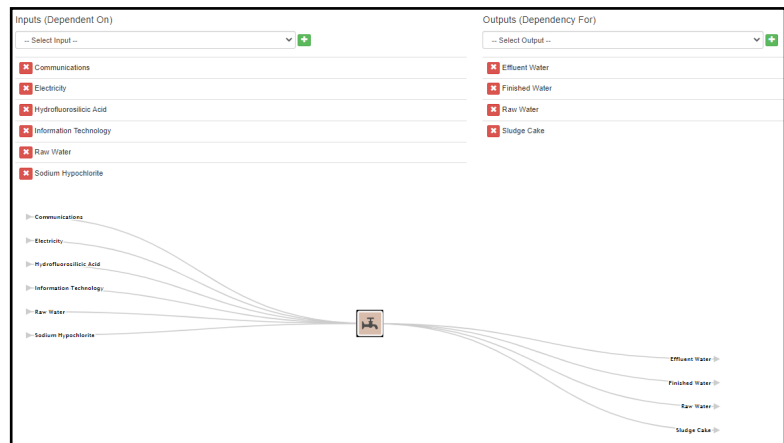 Inputs (Dependent On)
-- Select Input --
Communications
Electricity
Hydrofluorosilicic Acid
Information Technology
Raw Water
Sodium Hypochlorite
Outputs (Dependency For)
-- Select Output --
Effluent Water
Finished Water
Raw Water
Sludge Cake
Communications
Electricity
Hydrofluorosilicic Acid
Information Technology
Raw Water
Sodium Hypochlorite
Effluent Water
Finished Water
Raw Water
Sludge Cake